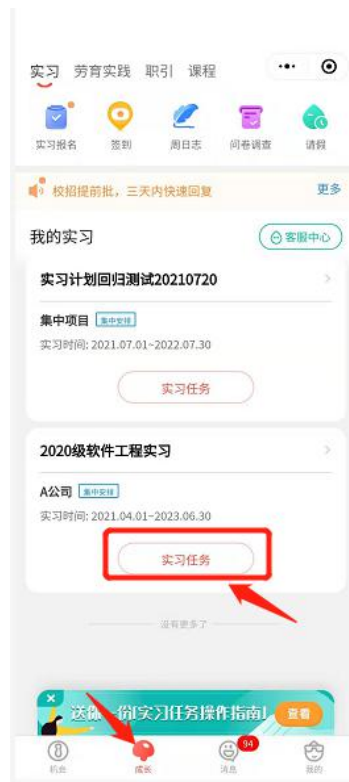 实习 劳育实践 职引 课程
实习报名 签到 周日志 问卷调查 请假
校招提前批，三天内快速回复 更多
我的实习 客服中心
实习计划回归测试20210720
集中项目 集中安排
实习时间: 2021.07.01~2022.07.30
实习任务
2020级软件工程实习
A公司 集中安排
实习时间: 2021.04.01~2023.06.30
实习任务
没有更多了
送你一份!实习任务操作指南! 查看
94
机会 成长 消息 我的